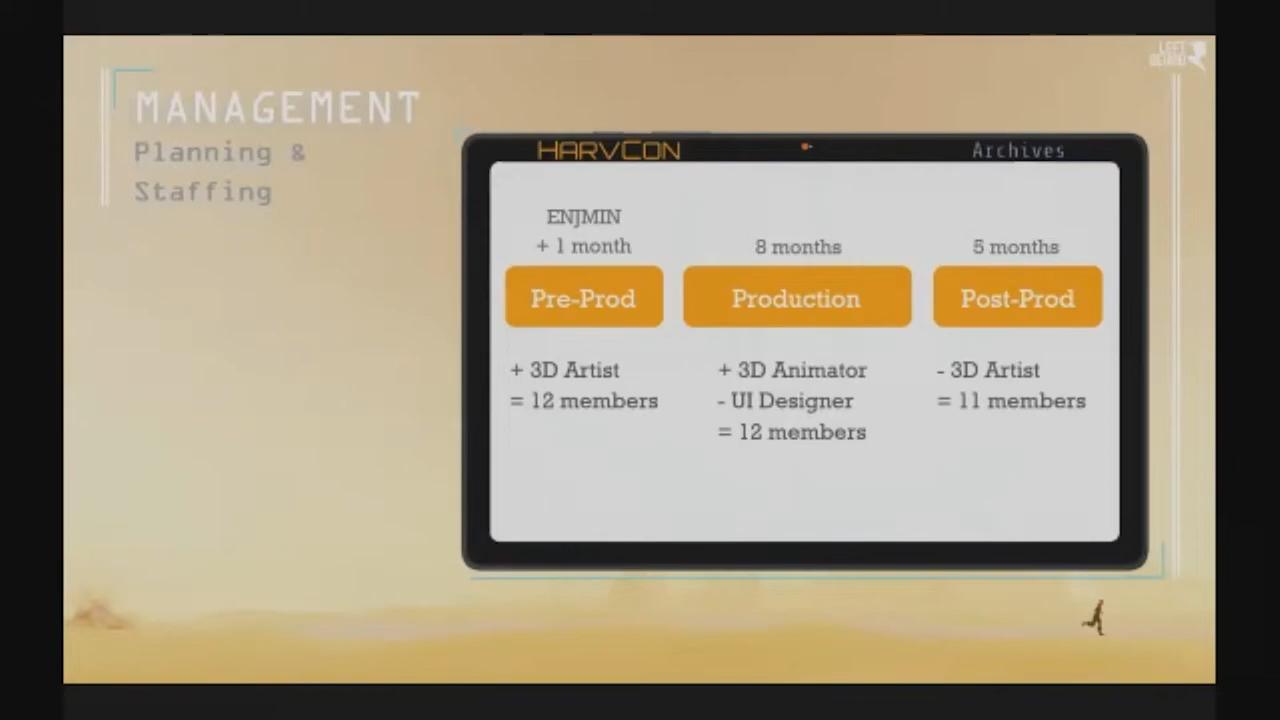 MANAGEMENT
Planning &
Staffing
HARVCON
Archives
ENJMIN
+ 1 month
8 months
5 months
Pre-Prod
Production
Post-Prod
+ 3D Artist
= 12 members
+ 3D Animator
- UI Designer
= 12 members
- 3D Artist
= 11 members